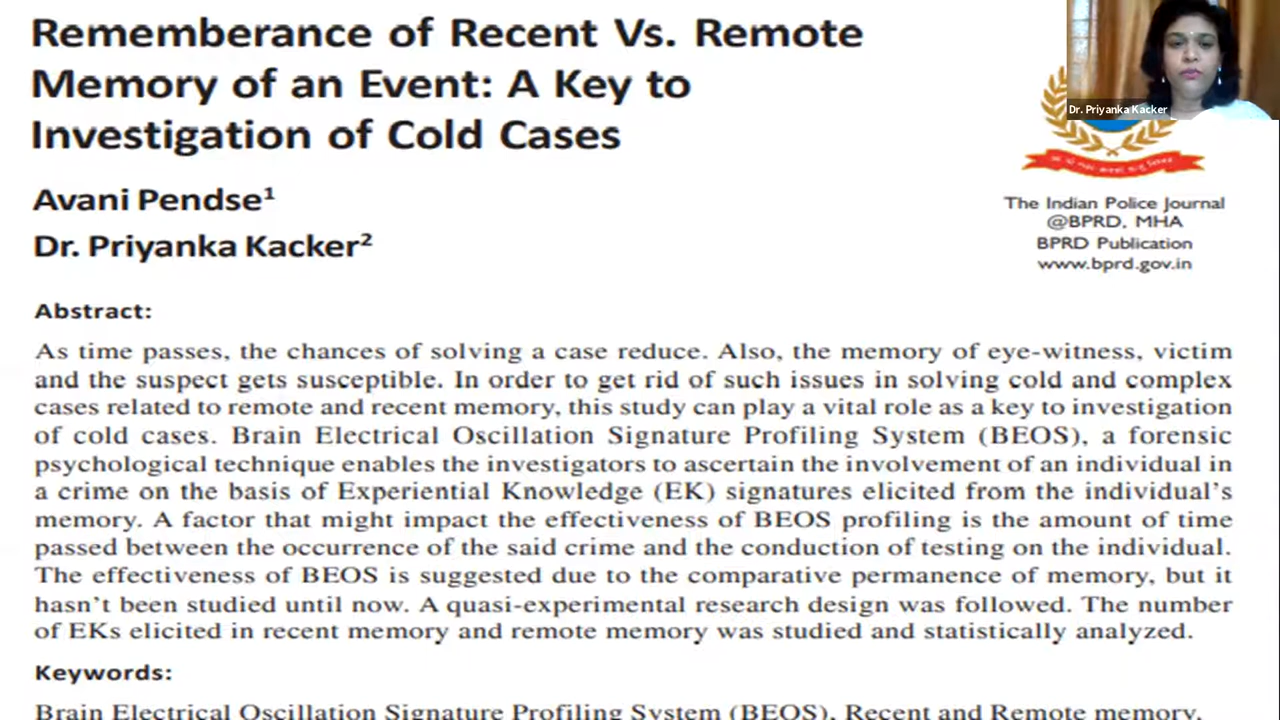 Rememberance of Recent Vs. Remote
Memory of an Event: A Key to
Investigation of Cold Cases
Dr. Priyanka Kacker
Avani Pendse¹
Dr. Priyanka Kacker²
The Indian Police Journal
@BPRD, MHA
BPRD Publication
www.bprd.gov.in
Abstract:
As time passes, the chances of solving a case reduce. Also, the memory of eye-witness, victim
and the suspect gets susceptible. In order to get rid of such issues in solving cold and complex
cases related to remote and recent memory, this study can play a vital role as a key to investigation
of cold cases. Brain Electrical Oscillation Signature Profiling System (BEOS), a forensic
psychological technique enables the investigators to ascertain the involvement of an individual in
a crime on the basis of Experiential Knowledge (EK) signatures elicited from the individual's
memory. A factor that might impact the effectiveness of BEOS profiling is the amount of time
passed between the occurrence of the said crime and the conduction of testing on the individual.
The effectiveness of BEOS is suggested due to the comparative permanence of memory, but it
hasn't been studied until now. A quasi-experimental research design was followed. The number
of EKs elicited in recent memory and remote memory was studied and statistically analyzed.
Keywords:
Brain Electrical Oscillation Signature Profiling System (BEOS), Recent and Remote memory.